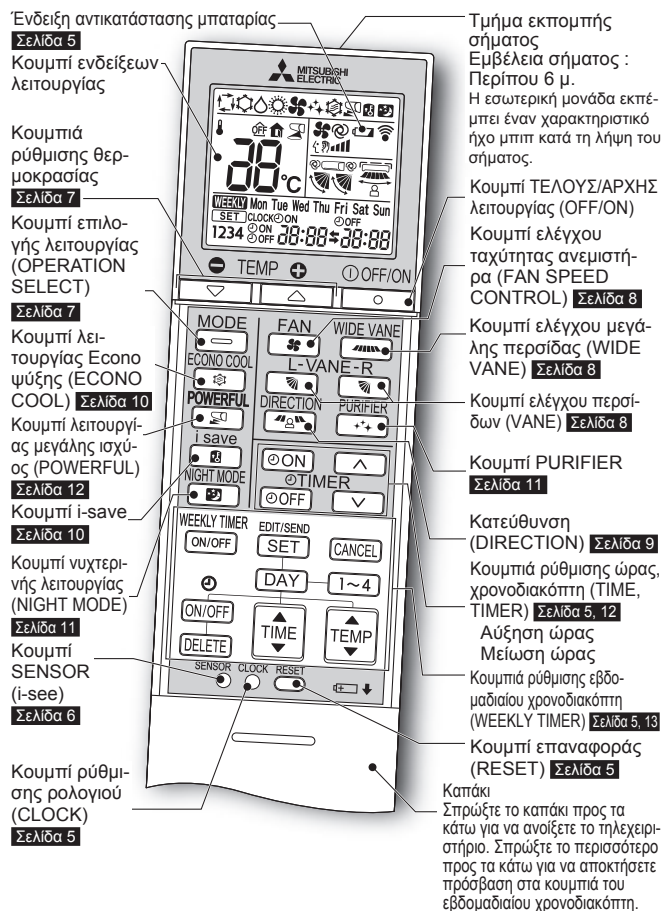 Ένδειξη αντικατάστασης μπαταρίας
Σελίδα 5
Κουμπί ενδείξεων
λειτουργίας
Κουμπιά
ρύθμισης θερ-
μοκρασίας
Σελίδα 7
Κουμπί επιλο-
γής λειτουργίας
(OPERATION
SELECT)
Σελίδα 7
Κουμπί λει-
τουργίας Econo
ψύξης (ECONO
COOL) Σελίδα 10
Κουμπί λειτουργί-
ας μεγάλης ισχύ-
ος (POWERFUL)
Σελίδα 12
Κουμπί i-save
Σελίδα 10
Κουμπί νυχτερι-
νής λειτουργίας
(NIGHT MODE)
Σελίδα 11
Κουμπί
SENSOR
(i-see)
Σελίδα 6
Κουμπί ρύθμι-
σης ρολογιού
(CLOCK)
Σελίδα 5
MITSUBISHI
ELECTRIC
OFF
88°C
WEEKLY Mon Tue Wed Thu Fri Sat Sun
SET CLOCK ON OFF
1234 ON OFF 88:88 88:88
TEMP OFF/ON
MODE FAN WIDE VANE
ECONO COOL L-VANE-R
POWERFUL DIRECTION PURIFIER
i save
ON
TIMER
NIGHT MODE OFF
WEEKLY TIMER EDIT/SEND
ON/OFF SET CANCEL
DAY 1~4
ON/OFF TIME TEMP
DELETE
SENSOR CLOCK RESET
Τμήμα εκπομπής
σήματος
Εμβέλεια σήματος :
Περίπου 6 μ.
Η εσωτερική μονάδα εκπέ-
μπει έναν χαρακτηριστικό
ήχο μπιπ κατά τη λήψη του
σήματος.
Κουμπί ΤΕΛΟΥΣ/ΑΡΧΗΣ
λειτουργίας (OFF/ON)
Κουμπί ελέγχου
ταχύτητας ανεμιστή-
ρα (FAN SPEED
CONTROL) Σελίδα 8
Κουμπί ελέγχου μεγά-
λης περσίδας (WIDE
VANE) Σελίδα 8
Κουμπί ελέγχου περσί-
δων (VANE) Σελίδα 8
Κουμπί PURIFIER
Σελίδα 11
Κατεύθυνση
(DIRECTION) Σελίδα 9
Κουμπιά ρύθμισης ώρας,
χρονοδιακόπτη (TIME,
TIMER) Σελίδα 5, 12
Αύξηση ώρας
Μείωση ώρας
Κουμπιά ρύθμισης εβδο-
μαδιαίου χρονοδιακόπτη
(WEEKLY TIMER) Σελίδα 5, 13
Κουμπί επαναφοράς
(RESET) Σελίδα 5
Καπάκι
Σπρώξτε το καπάκι προς τα
κάτω για να ανοίξετε το τηλεχειρι-
στήριο. Σπρώξτε το περισσότερο
προς τα κάτω για να αποκτήσετε
πρόσβαση στα κουμπιά του
εβδομαδιαίου χρονοδιακόπτη.